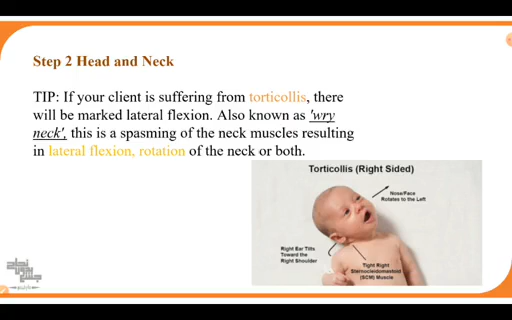 Step 2 Head and Neck
TIP: If your client is suffering from torticollis, there
will be marked lateral flexion. Also known as 'wry
neck', this is a spasming of the neck muscles resulting
in lateral flexion, rotation of the neck or both.
Torticollis (Right Sided)
Nose/Face
Rotates to the Left
Right Ear Tilts
Toward the
Right Shoulder
Tight Right
Sternocleidomastoid
(SCM) Muscle